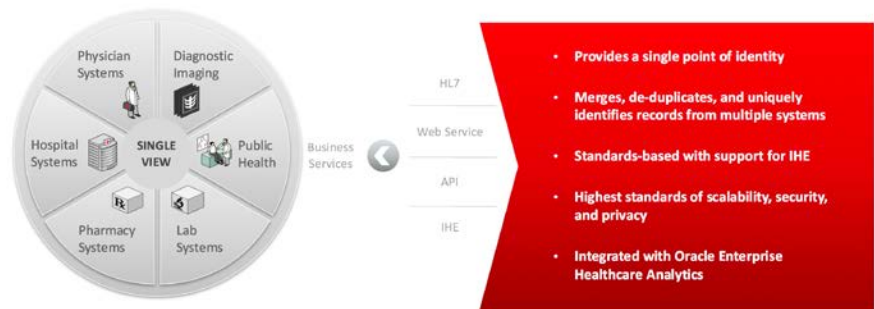 Physician
Systems
Diagnostic
Imaging
Hospital
Systems
SINGLE
VIEW
Public
Health
Pharmacy
Systems
Lab
Systems
Business
Services
HL7
Web Service
API
IHE
• Provides a single point of identity
• Merges, de-duplicates, and uniquely
identifies records from multiple systems
• Standards-based with support for IHE
• Highest standards of scalability, security,
and privacy
• Integrated with Oracle Enterprise
Healthcare Analytics